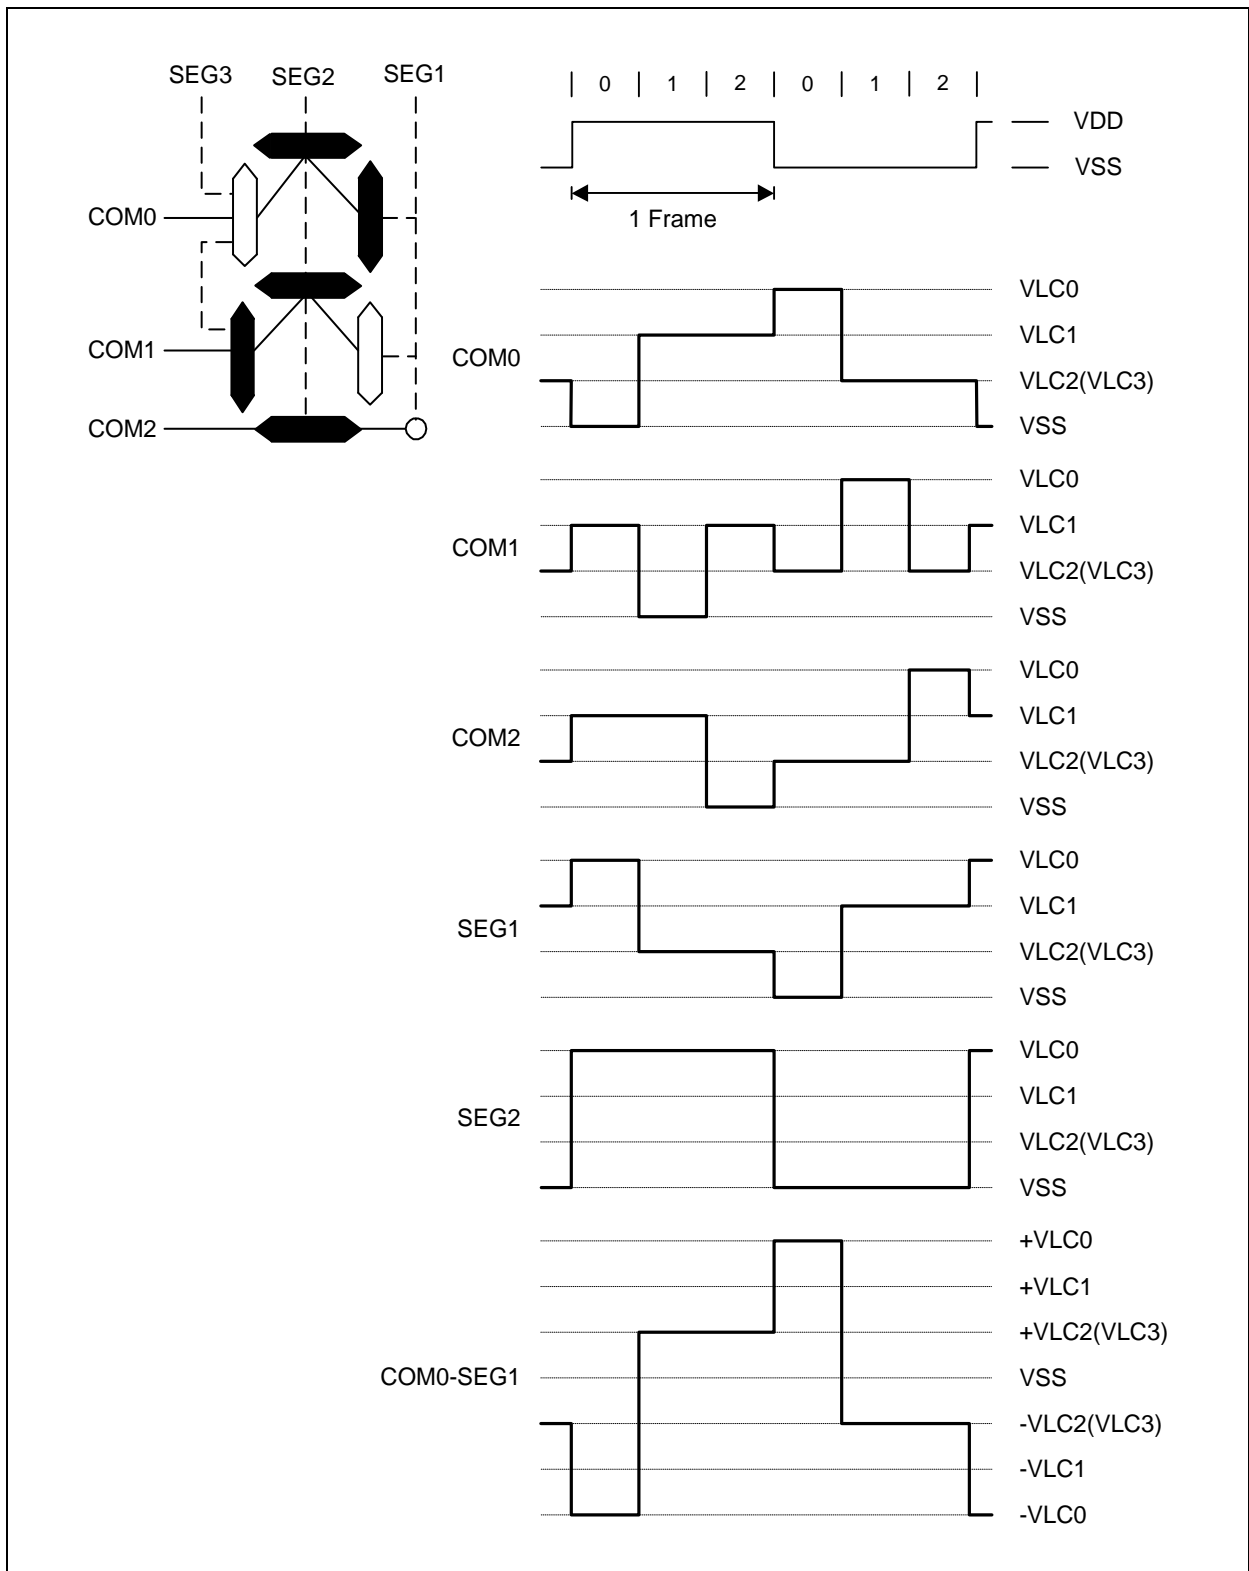 SEG3 SEG2 SEG1
COM0
COM1
COM2
0 1 2 0 1 2
VDD
VSS
1 Frame
COM0
VLC0
VLC1
VLC2(VLC3)
VSS
COM1
VLC0
VLC1
VLC2(VLC3)
VSS
COM2
VLC0
VLC1
VLC2(VLC3)
VSS
SEG1
VLC0
VLC1
VLC2(VLC3)
VSS
SEG2
VLC0
VLC1
VLC2(VLC3)
VSS
COM0-SEG1
+VLC0
+VLC1
+VLC2(VLC3)
VSS
-VLC2(VLC3)
-VLC1
-VLC0